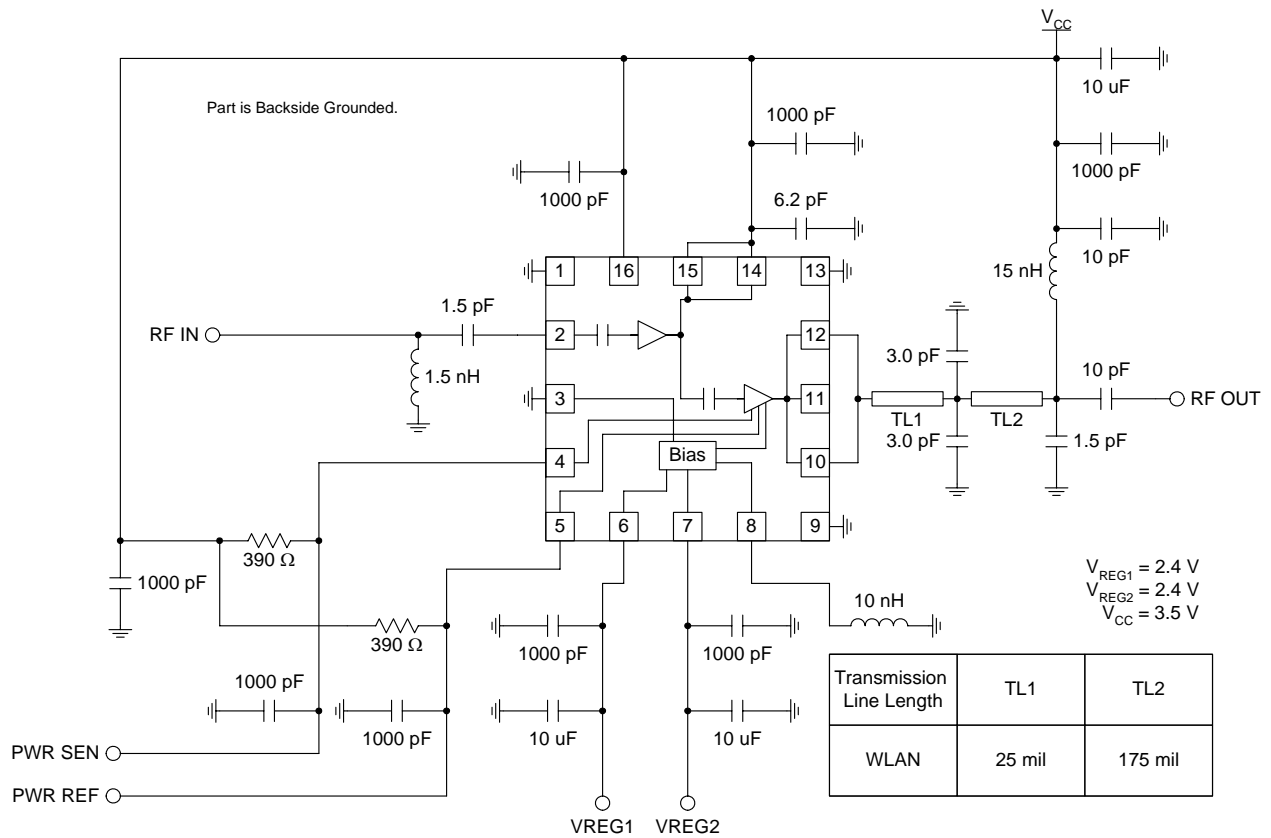 VCC
10 uF
Part is Backside Grounded.
1000 pF
1000 pF
1000 pF
6.2 pF
10 pF
15 nH
1
16
15
14
13
1.5 pF
RF IN
2
12
3.0 pF
10 pF
1.5 nH
3
11
RF OUT
TL1
TL2
3.0 pF
1.5 pF
4
Bias
10
5
6
7
8
9
390 Ω
1000 pF
VREG1 = 2.4 V
VREG2 = 2.4 V
VCC = 3.5 V
10 nH
390 Ω
1000 pF
1000 pF
Transmission
Line Length
TL1
TL2
1000 pF
1000 pF
10 uF
10 uF
WLAN
25 mil
175 mil
PWR SEN
PWR REF
VREG1
VREG2